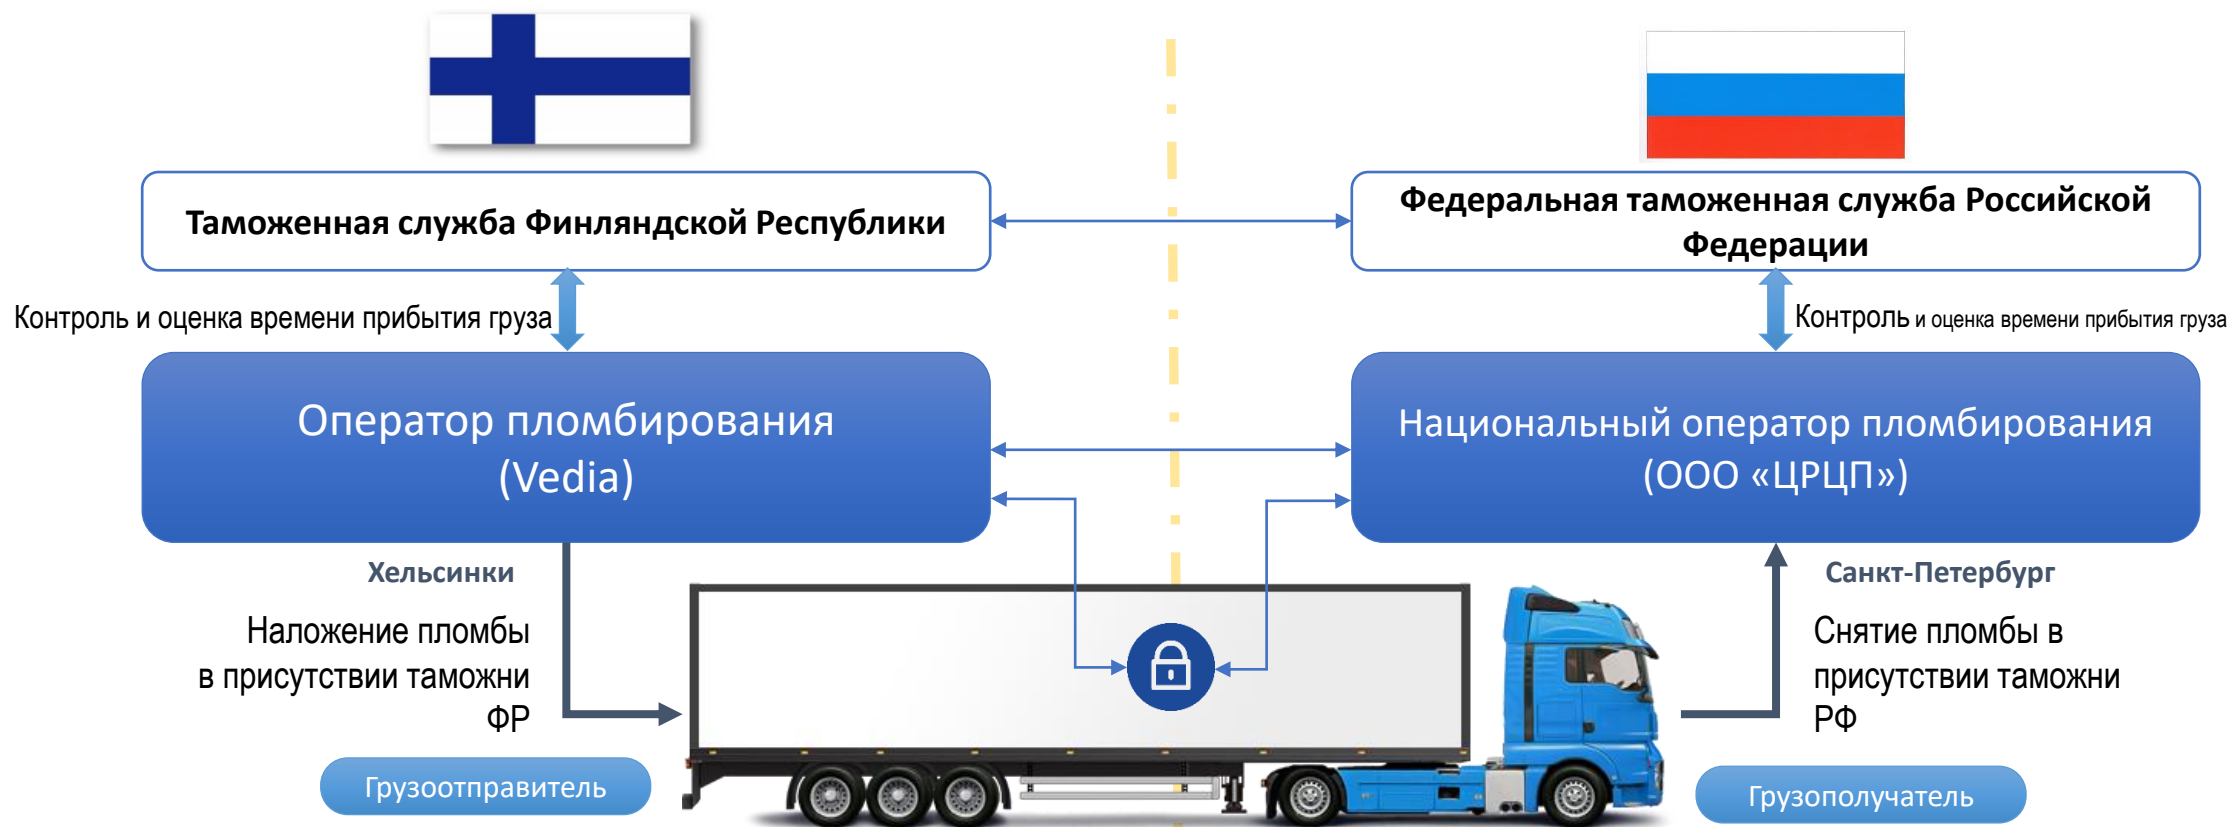 Таможенная служба Финляндской Республики
Федеральная таможенная служба Российской
Федерации
Контроль и оценка времени прибытия груза
Контроль и оценка времени прибытия груза
Оператор пломбирования
(Vedia)
Национальный оператор пломбирования
(ООО «ЦРЦП»)
Хельсинки
Наложение пломбы
в присутствии таможни
ФР
Санкт-Петербург
Снятие пломбы в
присутствии таможни
РФ
Грузоотправитель
Грузополучатель